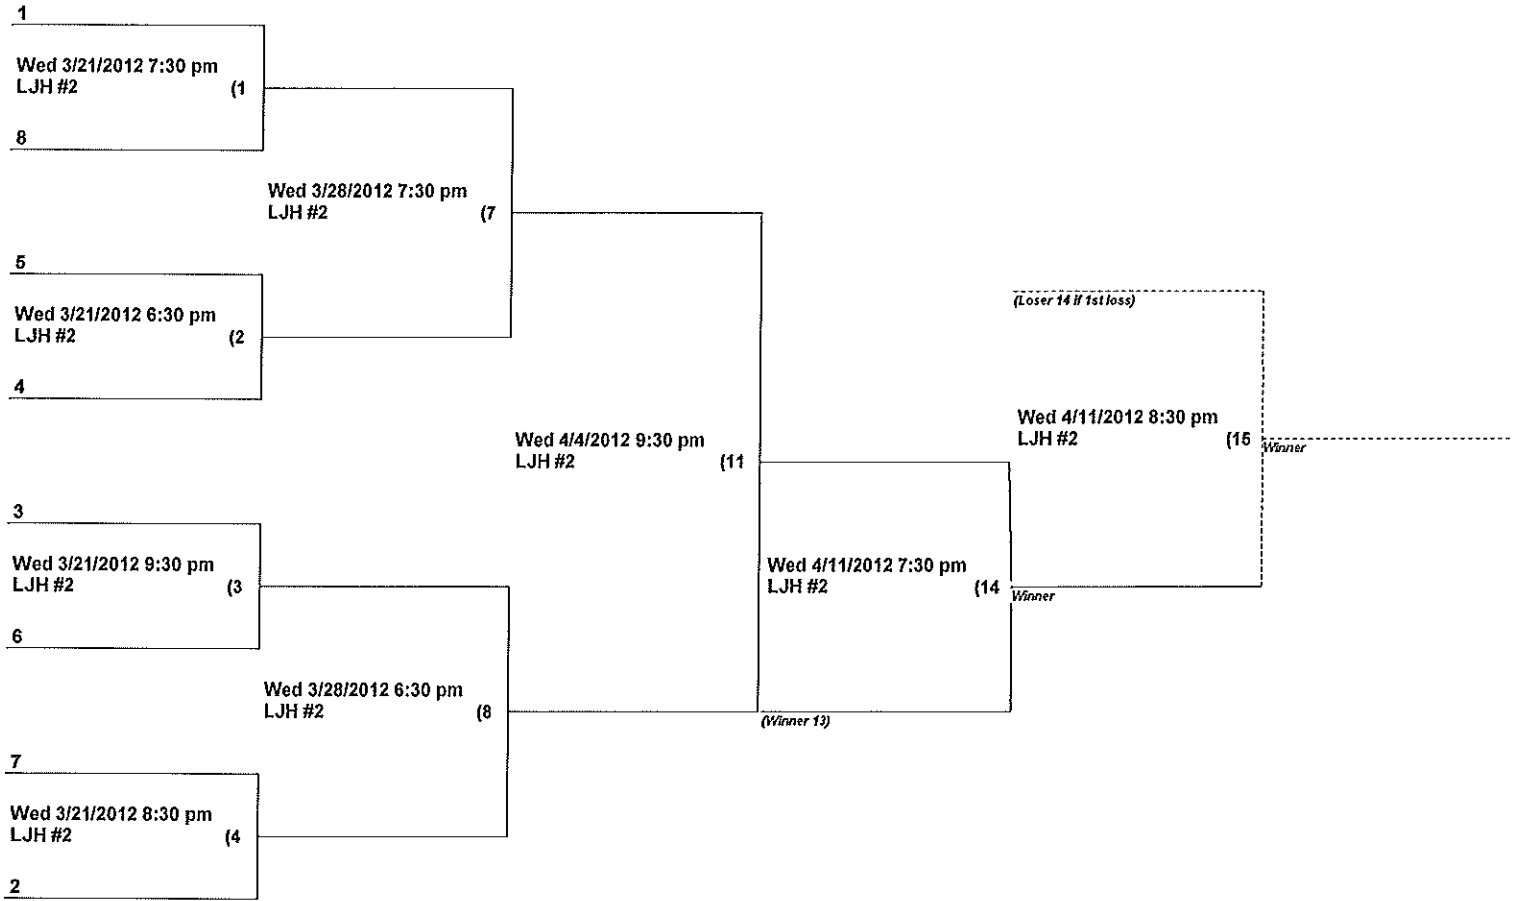 1
Wed 3/21/2012 7:30 pm
LJH #2 (1
8
Wed 3/28/2012 7:30 pm
LJH #2 (7
5
Wed 3/21/2012 6:30 pm
LJH #2 (2
4
(Loser 14 if 1st loss)
Wed 4/11/2012 8:30 pm
LJH #2 (15
Winner
Wed 4/4/2012 9:30 pm
LJH #2 (11
3
Wed 3/21/2012 9:30 pm
LJH #2 (3
6
Wed 4/11/2012 7:30 pm
LJH #2 (14
Winner
Wed 3/28/2012 6:30 pm
LJH #2 (8
(Winner 13)
7
Wed 3/21/2012 8:30 pm
LJH #2 (4
2